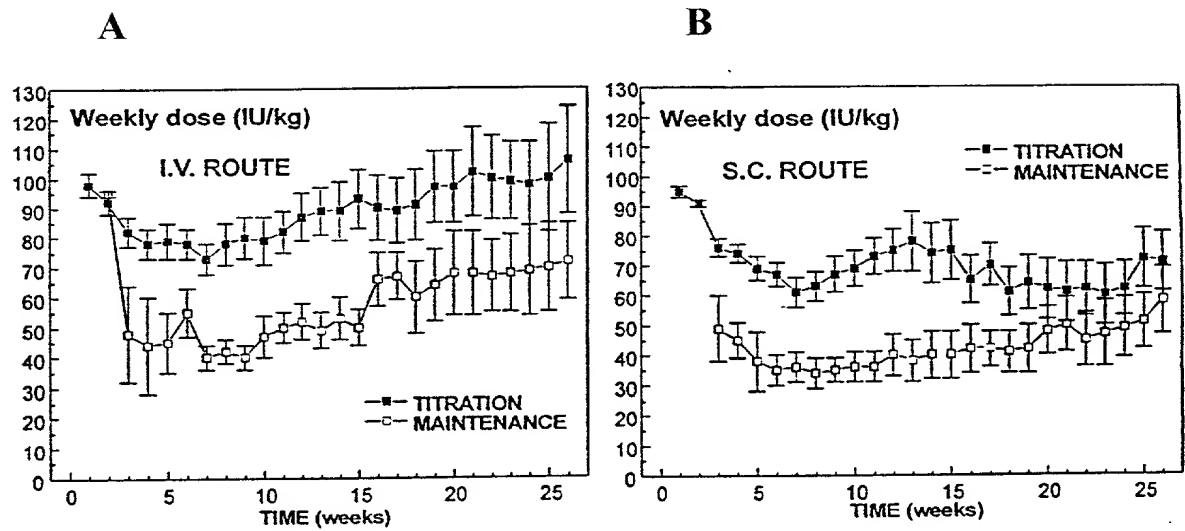 A
B
130
120
110
100
90
80
70
60
50
40
30
20
10
0
Weekly dose (IU/kg)
I.V. ROUTE
TITRATION
MAINTENANCE
0 5 10 15 20 25
TIME (weeks)
130
120
110
100
90
80
70
60
50
40
30
20
10
0
Weekly dose (IU/kg)
TITRATION
MAINTENANCE
S.C. ROUTE
0 5 10 15 20 25
TIME (weeks)